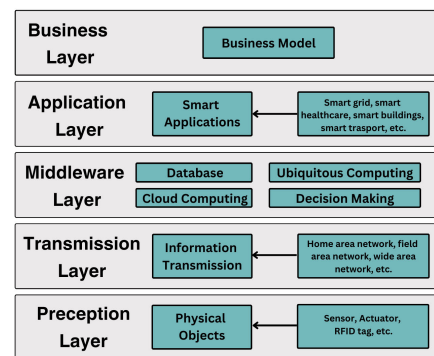 Business
Layer
Business Model
Application
Layer
Smart
Applications
Smart grid, smart
healthcare, smart buildings,
smart trasport, etc.
Middleware
Layer
Database
Ubiquitous Computing
Cloud Computing
Decision Making
Transmission
Layer
Information
Transmission
Home area network, field
area network, wide area
network, etc.
Preception
Layer
Physical
Objects
Sensor, Actuator,
RFID tag, etc.